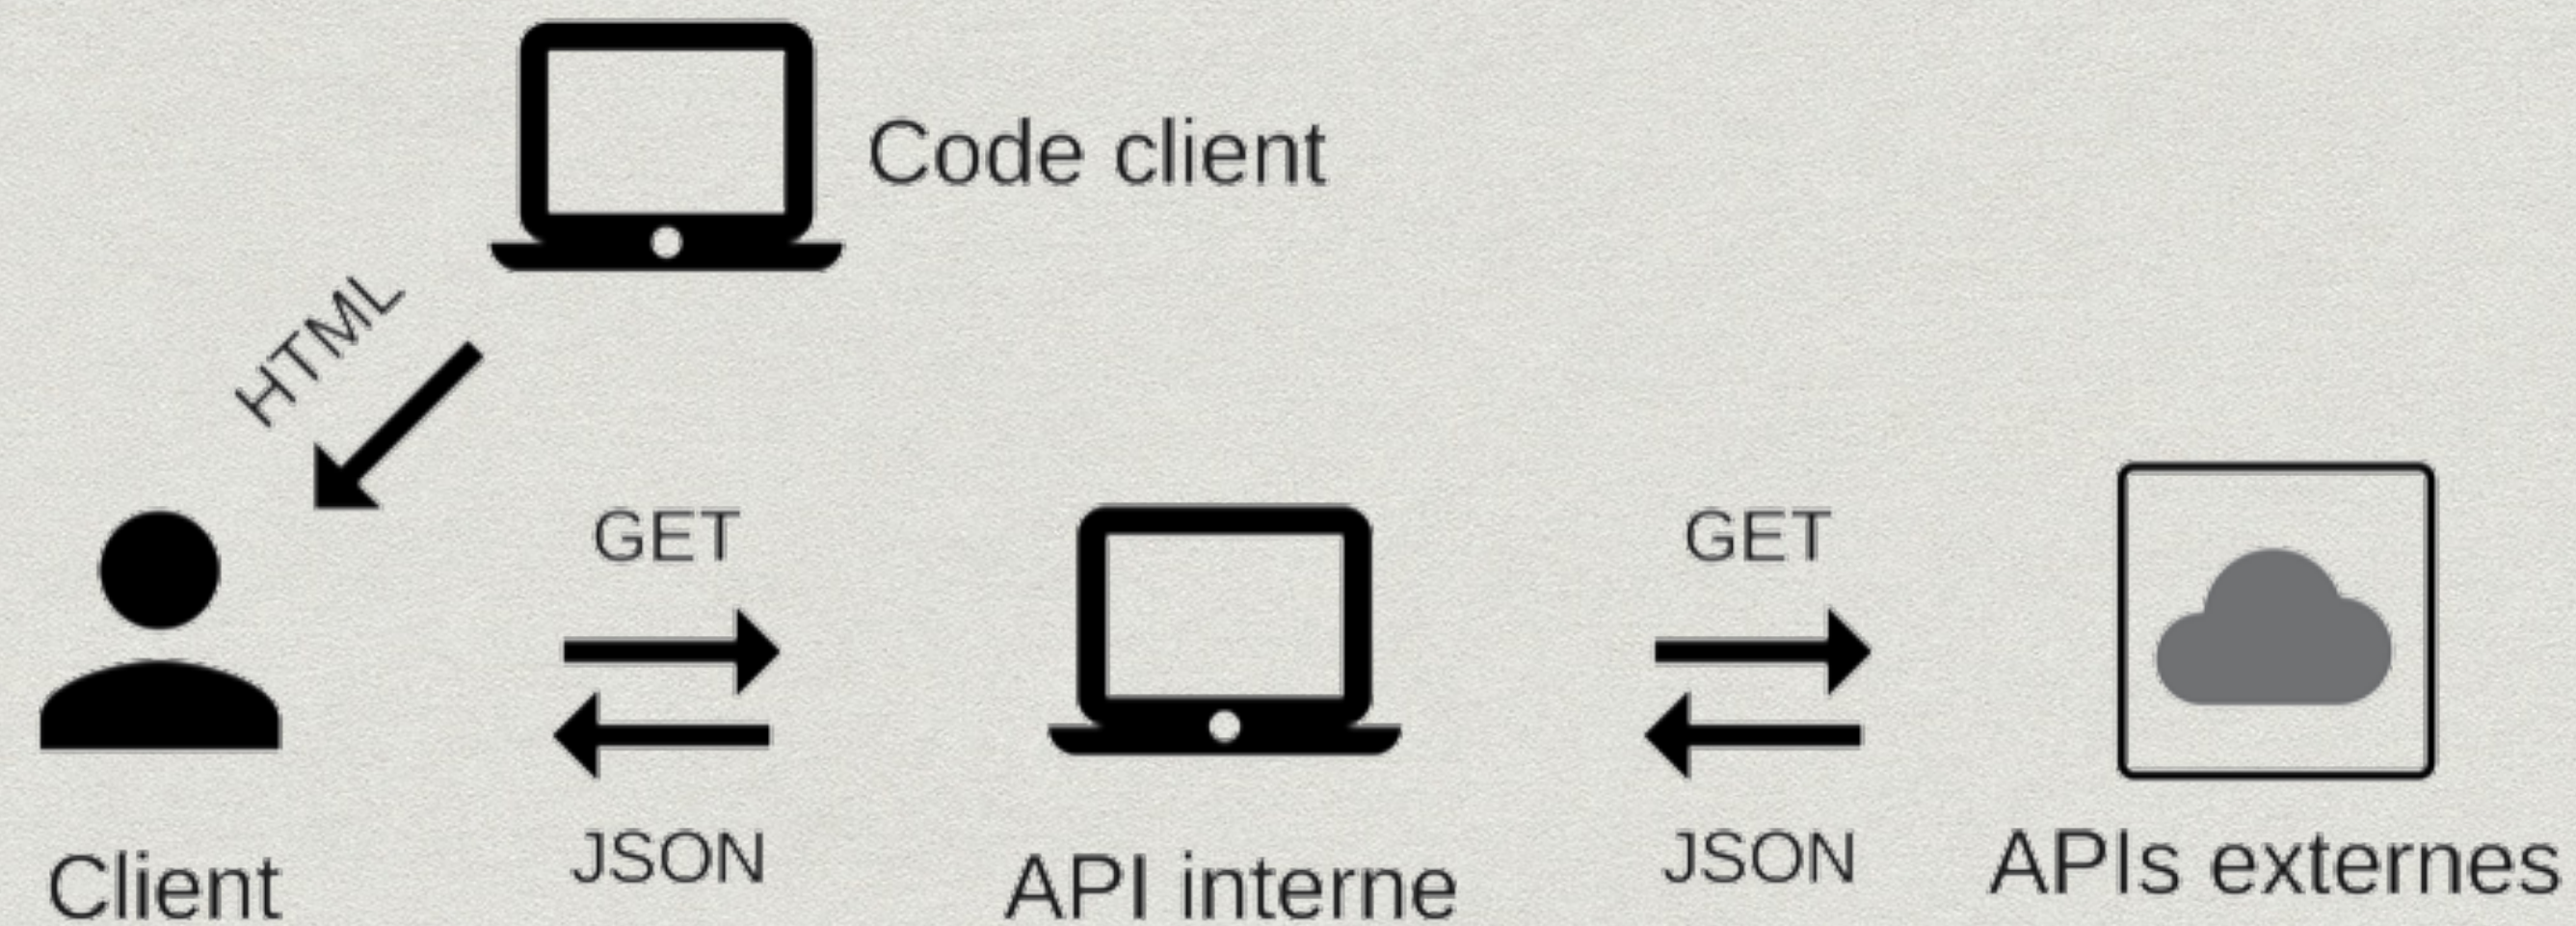 Code client
HTML
GET
GET
JSON
JSON
Client
API interne
APIs externes